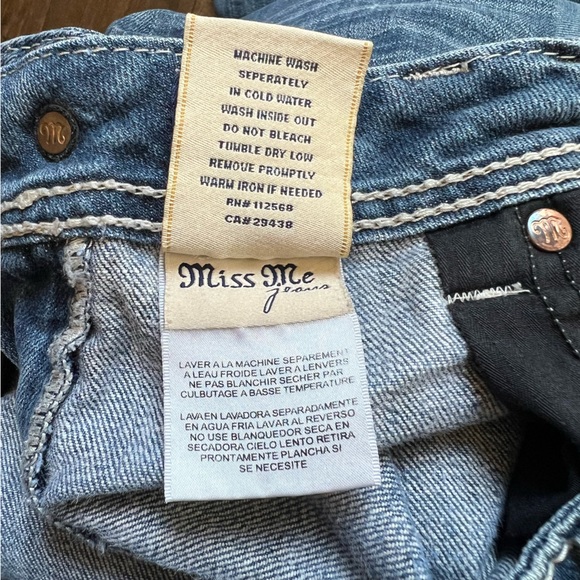 MACHINE WASH
SEPERATELY
IN COLD WATER
WASH INSIDE OUT
DO NOT BLEACH
TUMBLE DRY LOW
REMOVE PROMPTLY
WARM IRON IF NEEDED
RN# 112568
CA#29438
M
M
Miss Me
jeans
LAVER A LA MACHINE SEPAREMENT
A LEAU FROIDE LAVER A LENVERS
NE PAS BLANCHIR SECHER PAR
CULBUTAGE A BASSE TEMPERATURE
LAVA EN LAVADORA SEPARADAMENTE
EN AGUA FRIA LAVAR AL REVERSO
NO USE BLANQUEDOR SECA EN
SECADORA CIELO LENTO RETIRA
PRONTAMENTE PLANCHA SI
SE NECESITE